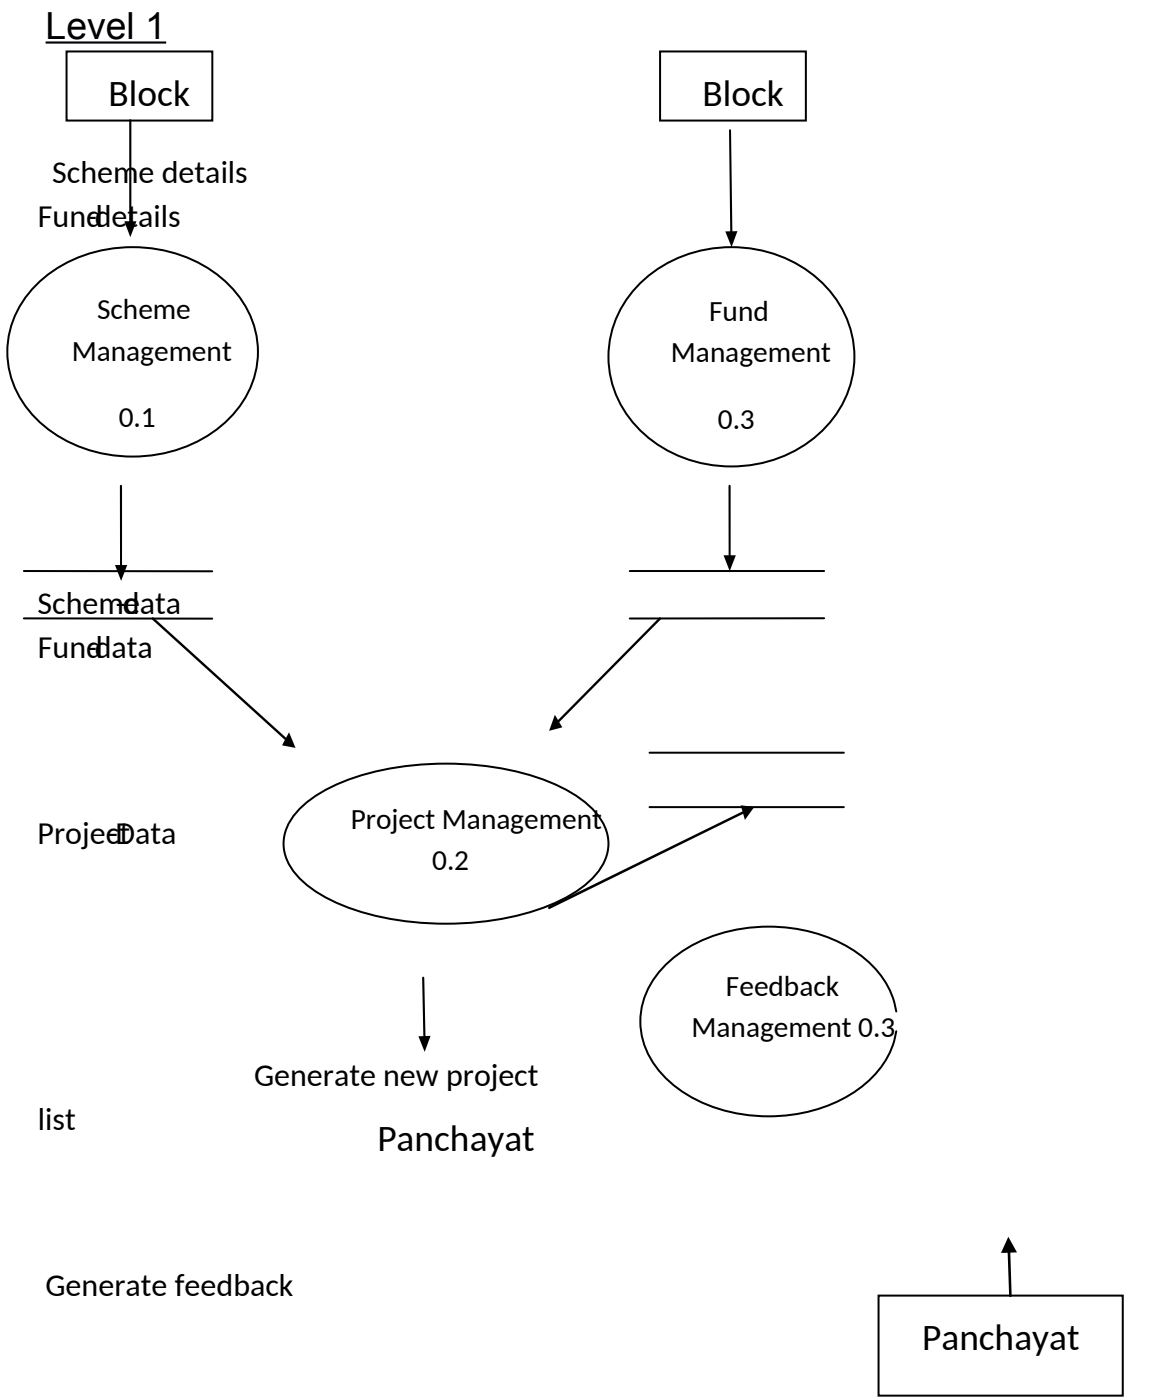 Level 1
Block
Block
Scheme details
Fund details
Scheme
Management
0.1
Fund
Management
0.3
Scheme data
Fund data
Project Management
0.2
Project Data
Feedback
Management 0.3
Generate new project
list
Panchayat
Generate feedback
Panchayat